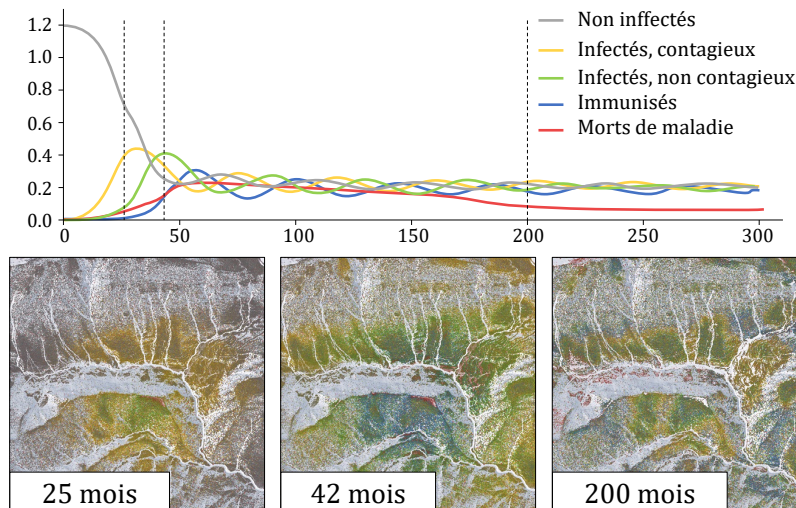 Non inffectés
Infectés, contagieux
Infectés, non contagieux
Immunisés
Morts de maladie
1.2
1.0
0.8
0.6
0.4
0.2
0.0
0 50 100 150 200 250 300
25 mois 42 mois 200 mois